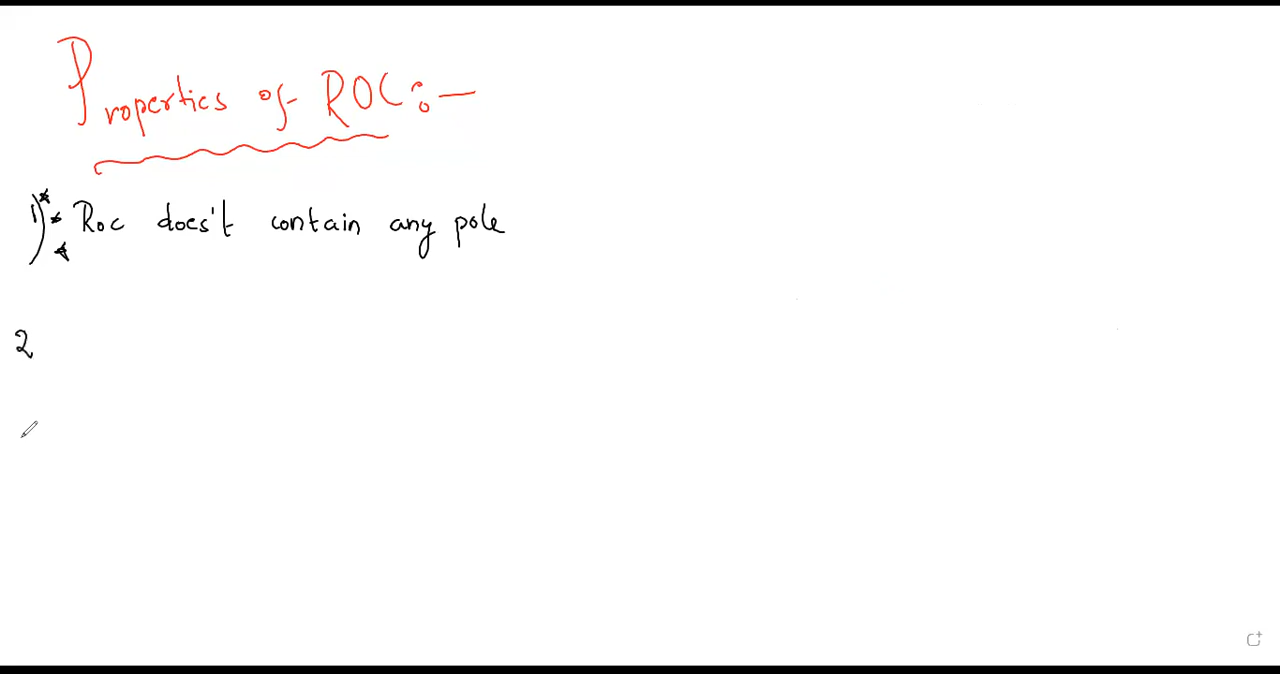 Properties of ROC:-
1) Roc does't contain any pole
2